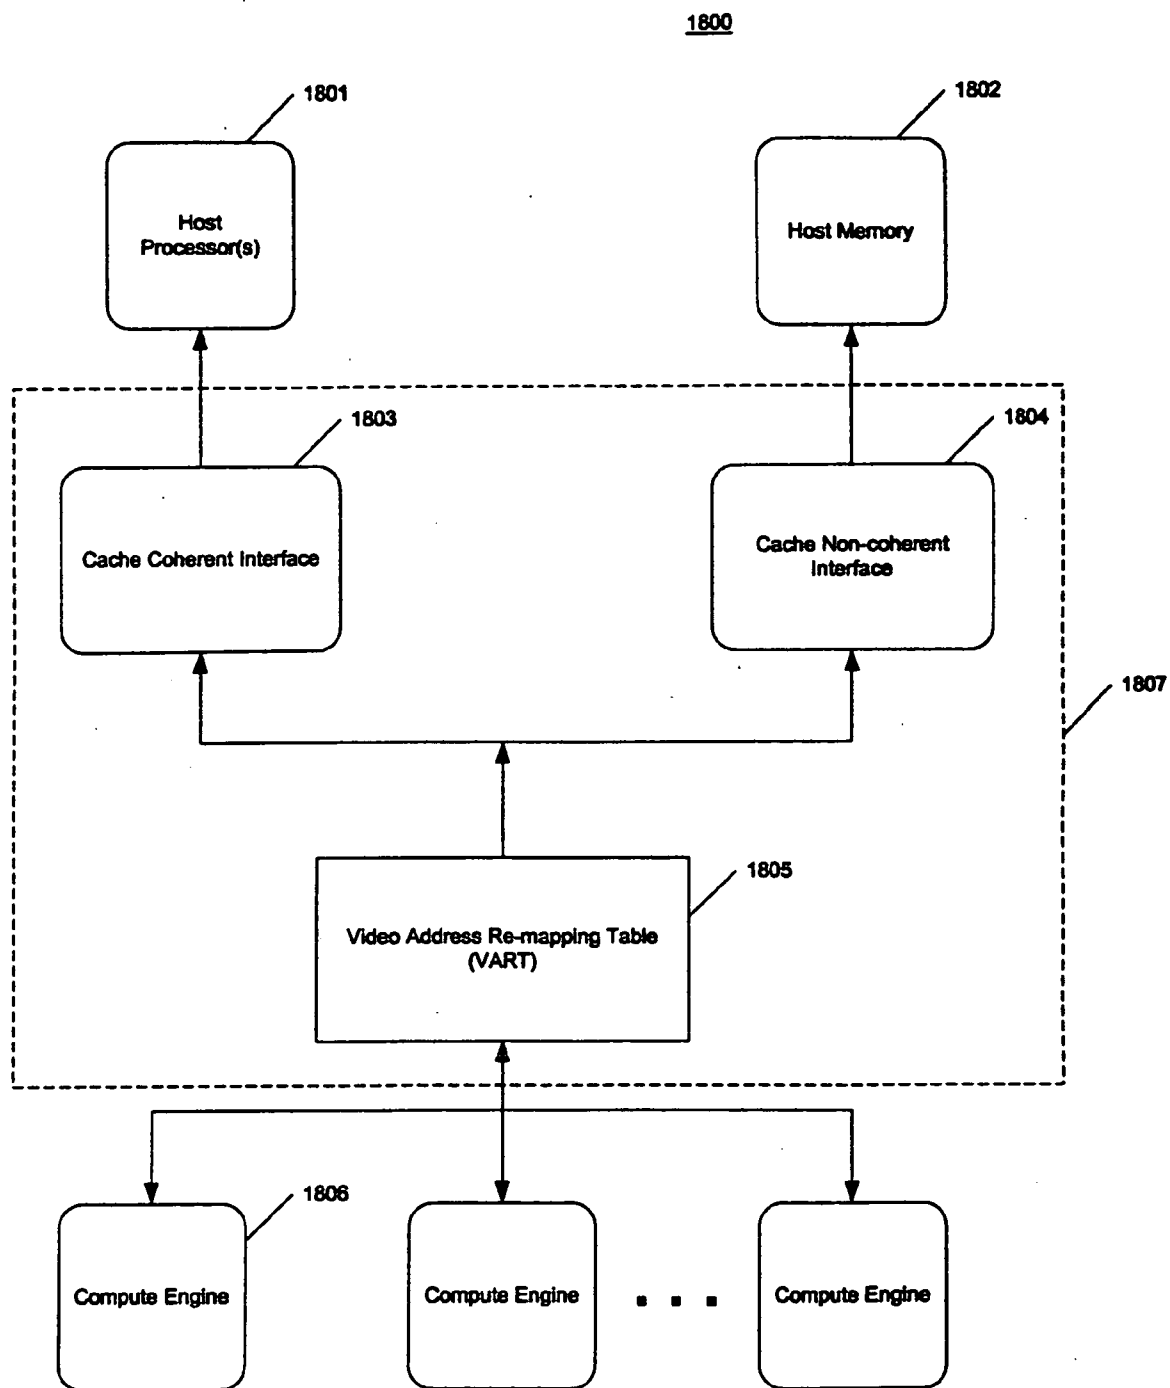 1800
1801
1802
Host
Processor(s)
Host Memory
1803
1804
Cache Coherent Interface
Cache Non-coherent
Interface
1807
1805
Video Address Re-mapping Table
(VART)
1806
Compute Engine
Compute Engine
Compute Engine